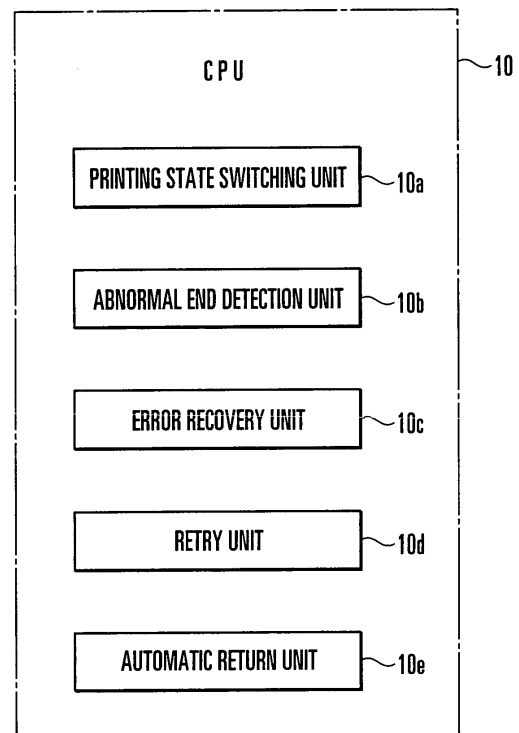 CPU
10
PRINTING STATE SWITCHING UNIT
10a
ABNORMAL END DETECTION UNIT
10b
ERROR RECOVERY UNIT
10c
RETRY UNIT
10d
AUTOMATIC RETURN UNIT
10e